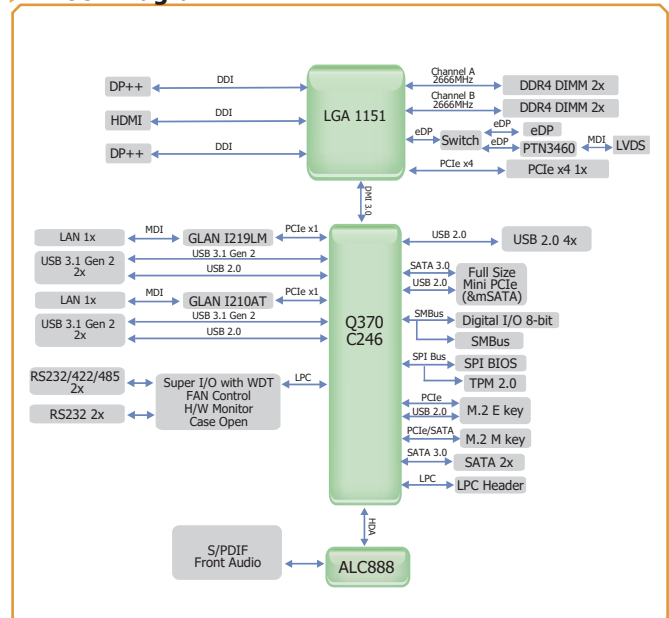 DP++
DDI
HDMI
DDI
DP++
DDI
LGA 1151
Channel A
2666MHz
DDR4 DIMM 2x
Channel B
2666MHz
DDR4 DIMM 2x
eDP
Switch
eDP
eDP
eDP
PTN3460
MDI
LVDS
PCIe x4
PCIe x4 1x
DMI 3.0
LAN 1x
MDI
GLAN I219LM
PCIe x1
USB 3.1 Gen 2
2x
USB 3.1 Gen 2
USB 2.0
LAN 1x
MDI
GLAN I210AT
PCIe x1
USB 3.1 Gen 2
2x
USB 3.1 Gen 2
USB 2.0
RS232/422/485
2x
RS232 2x
Super I/O with WDT
FAN Control
H/W Monitor
Case Open
LPC
Q370
C246
USB 2.0
USB 2.0 4x
SATA 3.0
USB 2.0
Full Size
Mini PCIe
(&mSATA)
SMBus
Digital I/O 8-bit
SMBus
SPI Bus
SPI BIOS
TPM 2.0
PCIe
USB 2.0
M.2 E key
PCIe/SATA
M.2 M key
SATA 3.0
SATA 2x
LPC
LPC Header
HDA
S/PDIF
Front Audio
ALC888